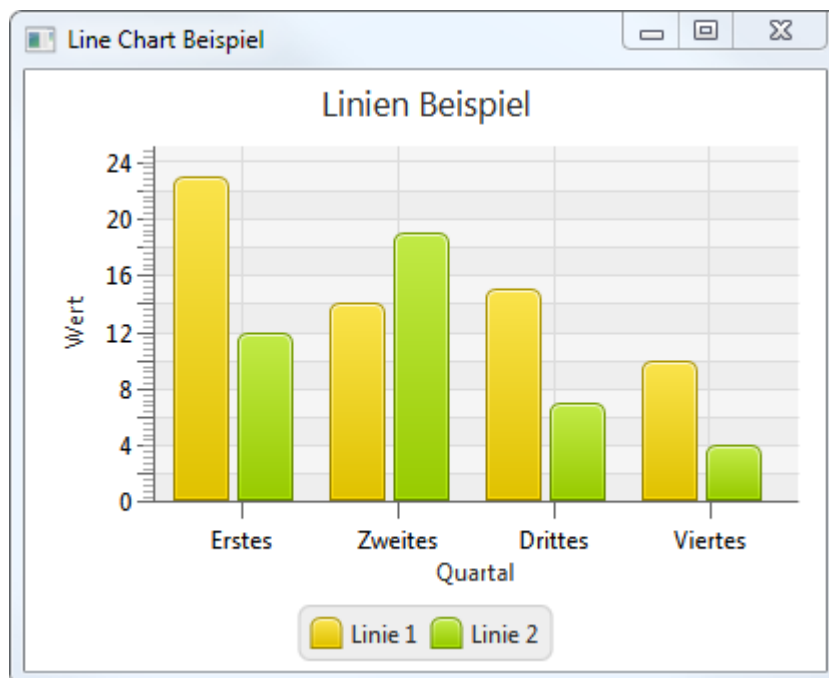 Line Chart Beispiel
Linien Beispiel
24
20
16
12
8
4
0
Wert
Erstes Zweites Drittes Viertes
Quartal
Linie 1 Linie 2